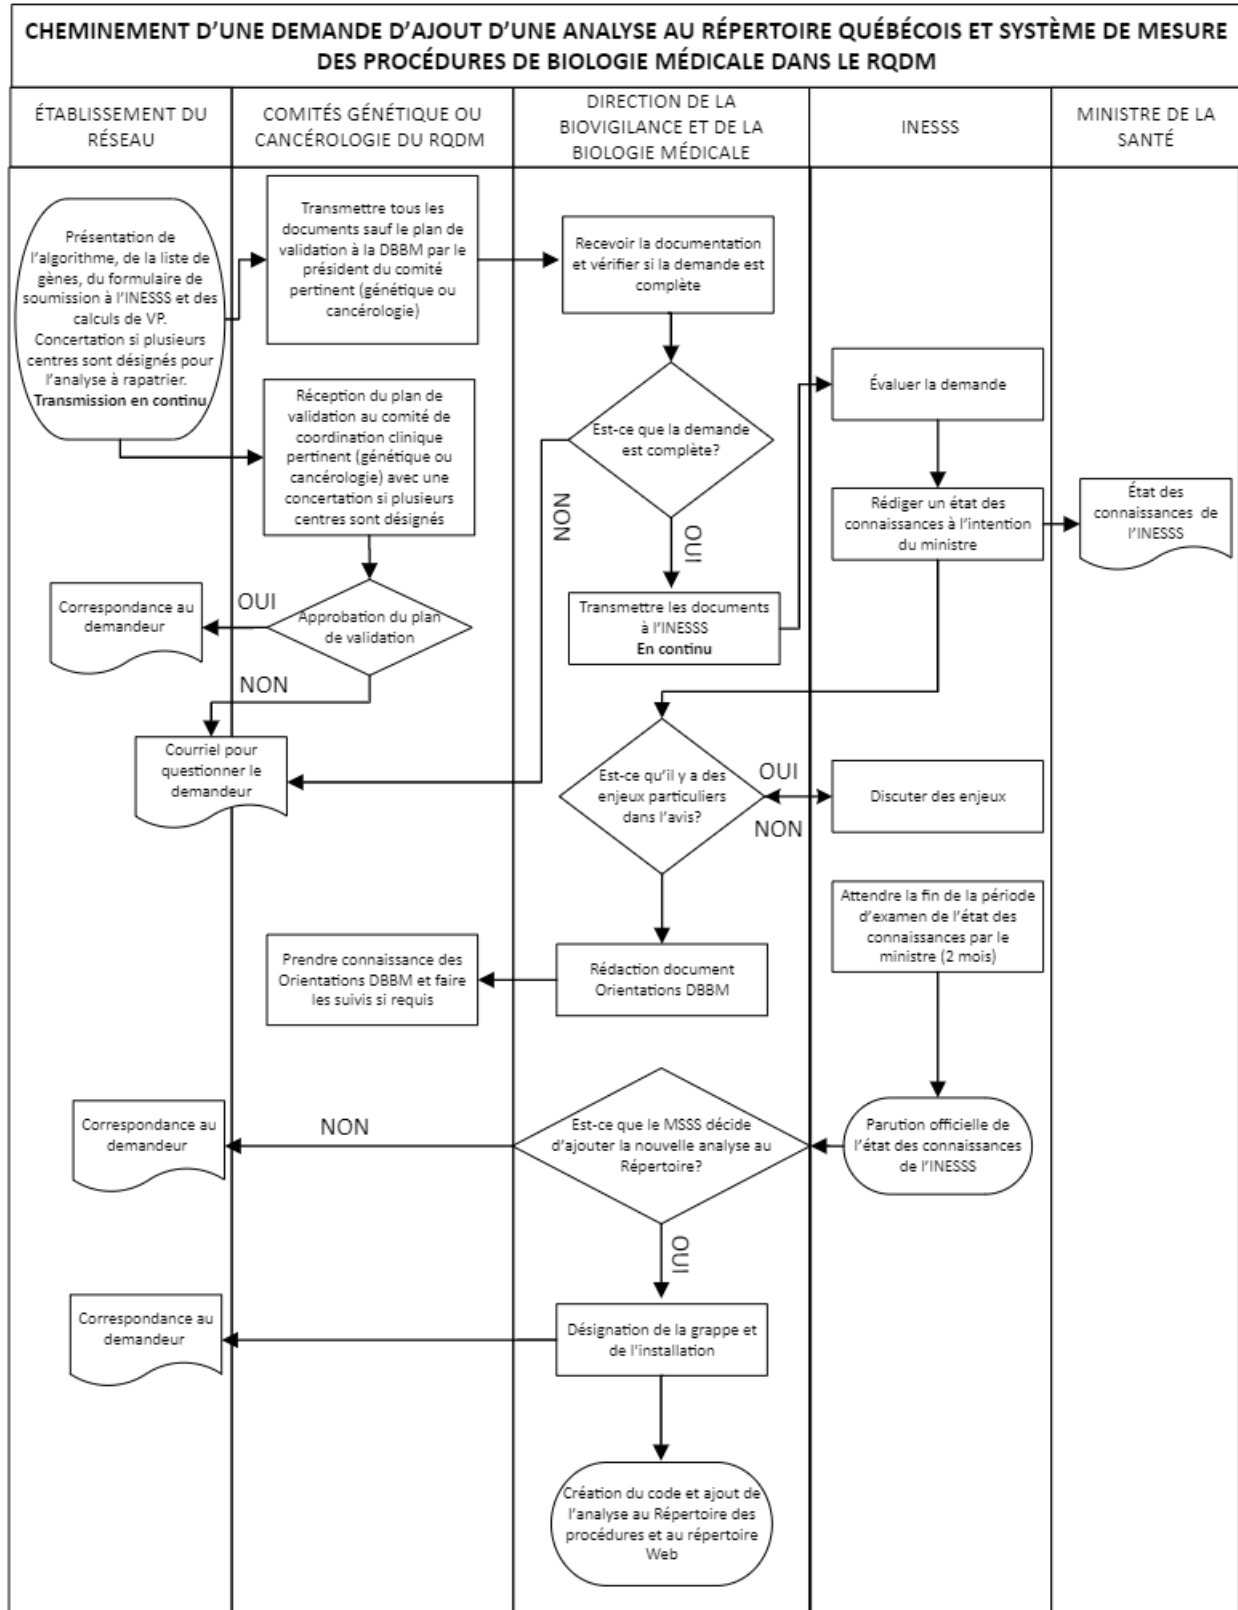 CHEMINEMENT D'UNE DEMANDE D'AJOUT D'UNE ANALYSE AU RÉPERTOIRE QUÉBÉCOIS ET SYSTÈME DE MESURE
DES PROCÉDURES DE BIOLOGIE MÉDICALE DANS LE RQDM
ÉTABLISSEMENT DU
RÉSEAU
COMITÉS GÉNÉTIQUE OU
CANCÉROLOGIE DU RQDM
DIRECTION DE LA
BIOVIGILANCE ET DE LA
BIOLOGIE MÉDICALE
INESSS
MINISTRE DE LA
SANTÉ
Présentation de
l'algorithme, de la liste de
gènes, du formulaire de
soumission à l'INESSS et des
calculs de VP.
Concertation si plusieurs
centres sont désignés pour
l'analyse à rapatrier.
Transmission en continu
Transmettre tous les
documents sauf le plan de
validation à la DBBM par le
président du comité
pertinent (génétique ou
cancérologie)
Recevoir la documentation
et vérifier si la demande est
complète
Réception du plan de
validation au comité de
coordination clinique
pertinent (génétique ou
cancérologie) avec une
concertation si plusieurs
centres sont désignés
Est-ce que la demande
est complète?
Évaluer la demande
NON
OUI
Rédiger un état des
connaissances à l'intention
du ministre
État des
connaissances de
l'INESSS
Correspondance au
demandeur
OUI
Approbation du plan
de validation
Transmettre les documents
à l'INESSS
En continu
NON
Courriel pour
questionner le
demandeur
Est-ce qu'il y a des
enjeux particuliers
dans l'avis?
OUI
NON
Discuter des enjeux
Attendre la fin de la période
d'examen de l'état des
connaissances par le
ministre (2 mois)
Prendre connaissance des
Orientations DBBM et faire
les suivis si requis
Rédaction document
Orientations DBBM
Correspondance au
demandeur
NON
Est-ce que le MSSS décide
d'ajouter la nouvelle analyse au
Répertoire?
Parution officielle de
l'état des connaissances
de l'INESSS
OUI
Correspondance au
demandeur
Désignation de la grappe et
de l'installation
Création du code et ajout de
l'analyse au Répertoire des
procédures et au répertoire
Web